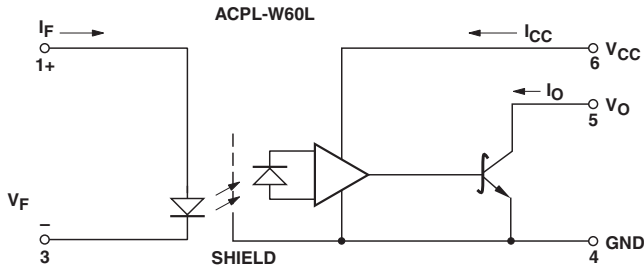 ACPL-W60L
IF
1+
ICC
VCC
6
IO
VO
5
VF
–
3
SHIELD
GND
4